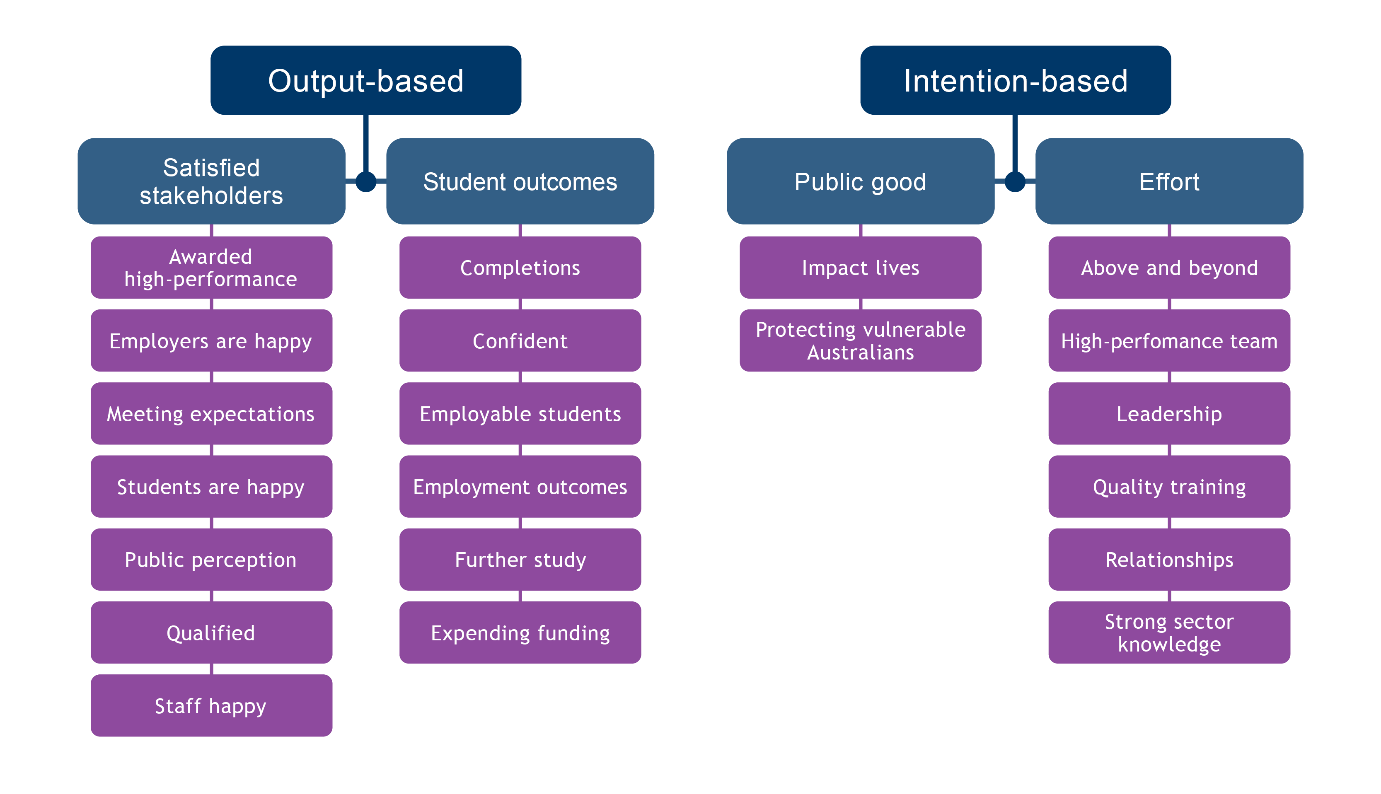 Output-based
Satisfied
stakeholders
Awarded
high-performance
Employers are happy
Meeting expectations
Students are happy
Public perception
Qualified
Staff happy
Student outcomes
Completions
Confident
Employable students
Employment outcomes
Further study
Expending funding
Intention-based
Public good
Impact lives
Protecting vulnerable
Australians
Effort
Above and beyond
High-perfomance team
Leadership
Quality training
Relationships
Strong sector
knowledge